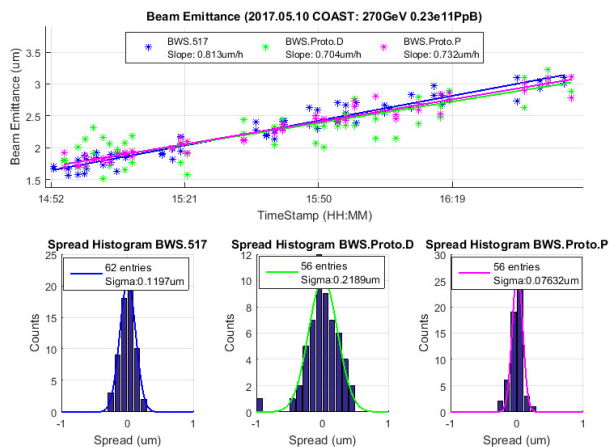 Beam Emittance (2017.05.10 COAST: 270GeV 0.23e11PpB)
BWS.517 BWS.Proto.D BWS.Proto.P
Slope: 0.813um/h Slope: 0.704um/h Slope: 0.732um/h
Beam Emittance (um)
3.5
3
2.5
2
1.5
14:52 15:21 15:50 16:19
TimeStamp (HH:MM)
Spread Histogram BWS.517
62 entries
Sigma:0.1197um
Counts
25
20
15
10
5
0
-1 0 1
Spread (um)
Spread Histogram BWS.Proto.D
56 entries
Sigma:0.2189um
Counts
12
10
8
6
4
2
0
-1 0 1
Spread (um)
Spread Histogram BWS.Proto.P
56 entries
Sigma:0.07632um
Counts
30
25
20
15
10
5
0
-1 0 1
Spread (um)